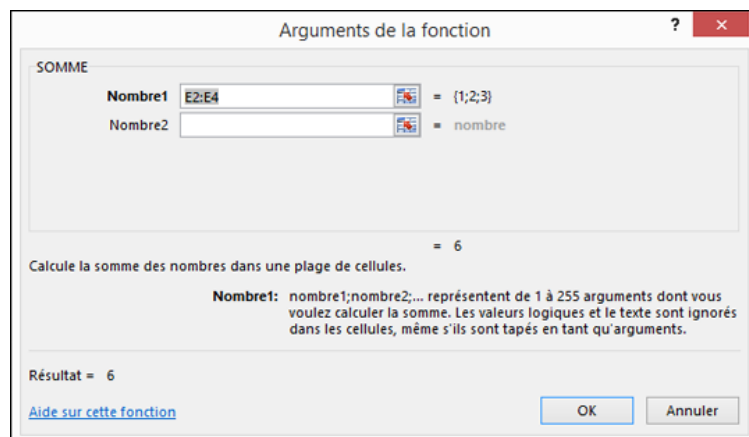 Arguments de la fonction ? ×
SOMME
Nombre1 E2:E4 = {1;2;3}
Nombre2 = nombre
= 6
Calcule la somme des nombres dans une plage de cellules.
Nombre1: nombre1;nombre2;... représentent de 1 à 255 arguments dont vous
voulez calculer la somme. Les valeurs logiques et le texte sont ignorés
dans les cellules, même s'ils sont tapés en tant qu'arguments.
Résultat = 6
Aide sur cette fonction OK Annuler